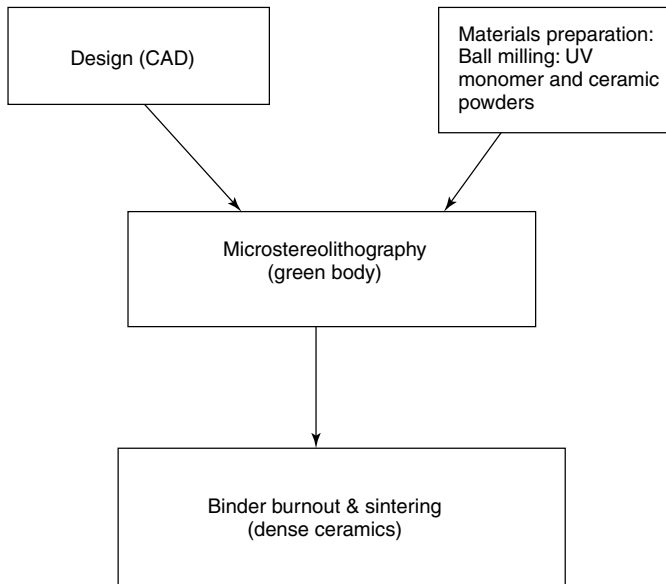 Design (CAD)
Materials preparation:
Ball milling: UV
monomer and ceramic
powders
Microstereolithography
(green body)
Binder burnout & sintering
(dense ceramics)